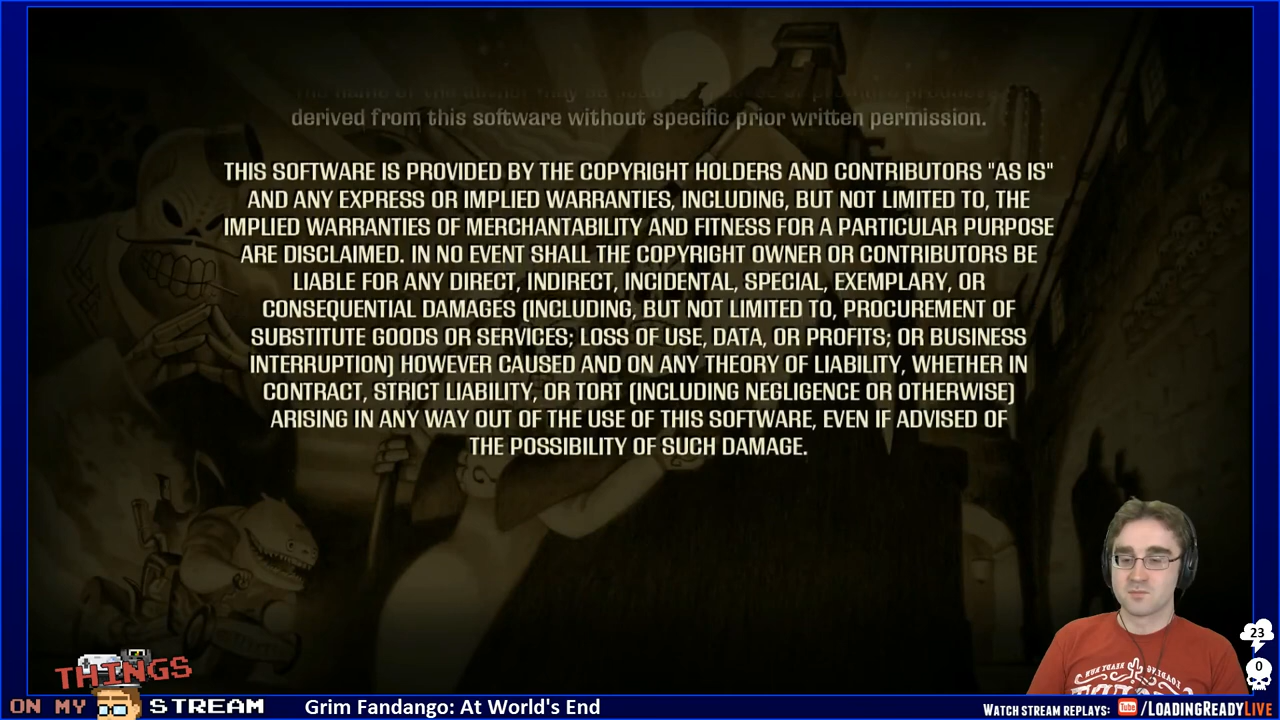 derived from this software without specific prior written permission.
THIS SOFTWARE IS PROVIDED BY THE COPYRIGHT HOLDERS AND CONTRIBUTORS "AS IS"
AND ANY EXPRESS OR IMPLIED WARRANTIES, INCLUDING, BUT NOT LIMITED TO, THE
IMPLIED WARRANTIES OF MERCHANTABILITY AND FITNESS FOR A PARTICULAR PURPOSE
ARE DISCLAIMED. IN NO EVENT SHALL THE COPYRIGHT OWNER OR CONTRIBUTORS BE
LIABLE FOR ANY DIRECT, INDIRECT, INCIDENTAL, SPECIAL, EXEMPLARY, OR
CONSEQUENTIAL DAMAGES (INCLUDING, BUT NOT LIMITED TO, PROCUREMENT OF
SUBSTITUTE GOODS OR SERVICES; LOSS OF USE, DATA, OR PROFITS; OR BUSINESS
INTERRUPTION) HOWEVER CAUSED AND ON ANY THEORY OF LIABILITY, WHETHER IN
CONTRACT, STRICT LIABILITY, OR TORT (INCLUDING NEGLIGENCE OR OTHERWISE)
ARISING IN ANY WAY OUT OF THE USE OF THIS SOFTWARE, EVEN IF ADVISED OF
THE POSSIBILITY OF SUCH DAMAGE.
23
0
THINGS
ON MY STREAM
Grim Fandango: At World's End
WATCH STREAM REPLAYS: You Tube /LOADINGREADYLIVE